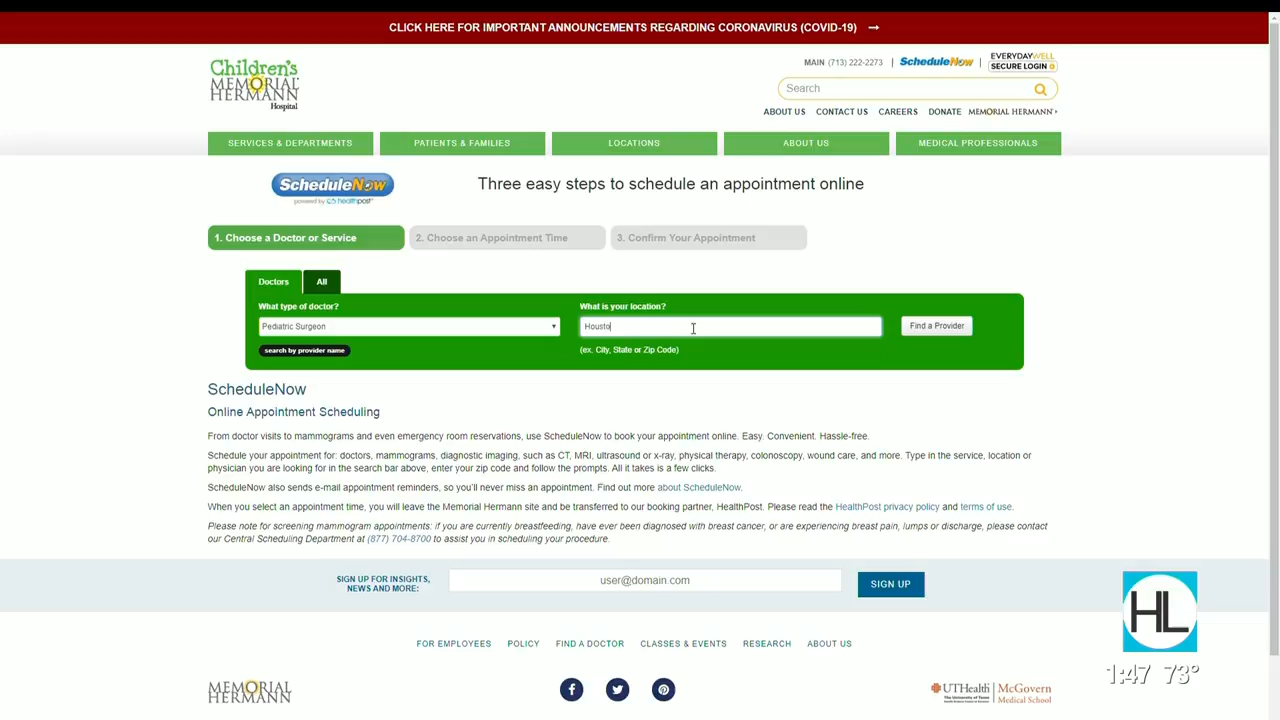 CLICK HERE FOR IMPORTANT ANNOUNCEMENTS REGARDING CORONAVIRUS (COVID-19) →
Children's
MEMORIAL
HERMANN
Hospital
MAIN (713) 222-2273 | ScheduleNow |
EVERYDAYWELL
SECURE LOGIN
Search
ABOUT US CONTACT US CAREERS DONATE MEMORIAL HERMANN
SERVICES & DEPARTMENTS PATIENTS & FAMILIES LOCATIONS ABOUT US MEDICAL PROFESSIONALS
ScheduleNow
powered by healthpost
Three easy steps to schedule an appointment online
1. Choose a Doctor or Service 2. Choose an Appointment Time 3. Confirm Your Appointment
Doctors All
What type of doctor? What is your location?
Pediatric Surgeon Housto Find a Provider
search by provider name (ex. City, State or Zip Code)
ScheduleNow
Online Appointment Scheduling
From doctor visits to mammograms and even emergency room reservations, use ScheduleNow to book your appointment online. Easy. Convenient. Hassle-free.
Schedule your appointment for: doctors, mammograms, diagnostic imaging, such as CT, MRI, ultrasound or x-ray, physical therapy, colonoscopy, wound care, and more. Type in the service, location or
physician you are looking for in the search bar above, enter your zip code and follow the prompts. All it takes is a few clicks.
ScheduleNow also sends e-mail appointment reminders, so you'll never miss an appointment. Find out more about ScheduleNow.
When you select an appointment time, you will leave the Memorial Hermann site and be transferred to our booking partner, HealthPost. Please read the HealthPost privacy policy and terms of use.
Please note for screening mammogram appointments: if you are currently breastfeeding, have ever been diagnosed with breast cancer, or are experiencing breast pain, lumps or discharge, please contact
our Central Scheduling Department at (877) 704-8700 to assist you in scheduling your procedure.
SIGN UP FOR INSIGHTS,
NEWS AND MORE:
user@domain.com
SIGN UP
HL
FOR EMPLOYEES POLICY FIND A DOCTOR CLASSES & EVENTS RESEARCH ABOUT US
1:47 73°
MEMORIAL
HERMANN
UTHealth
The University of Texas
McGovern
Medical School